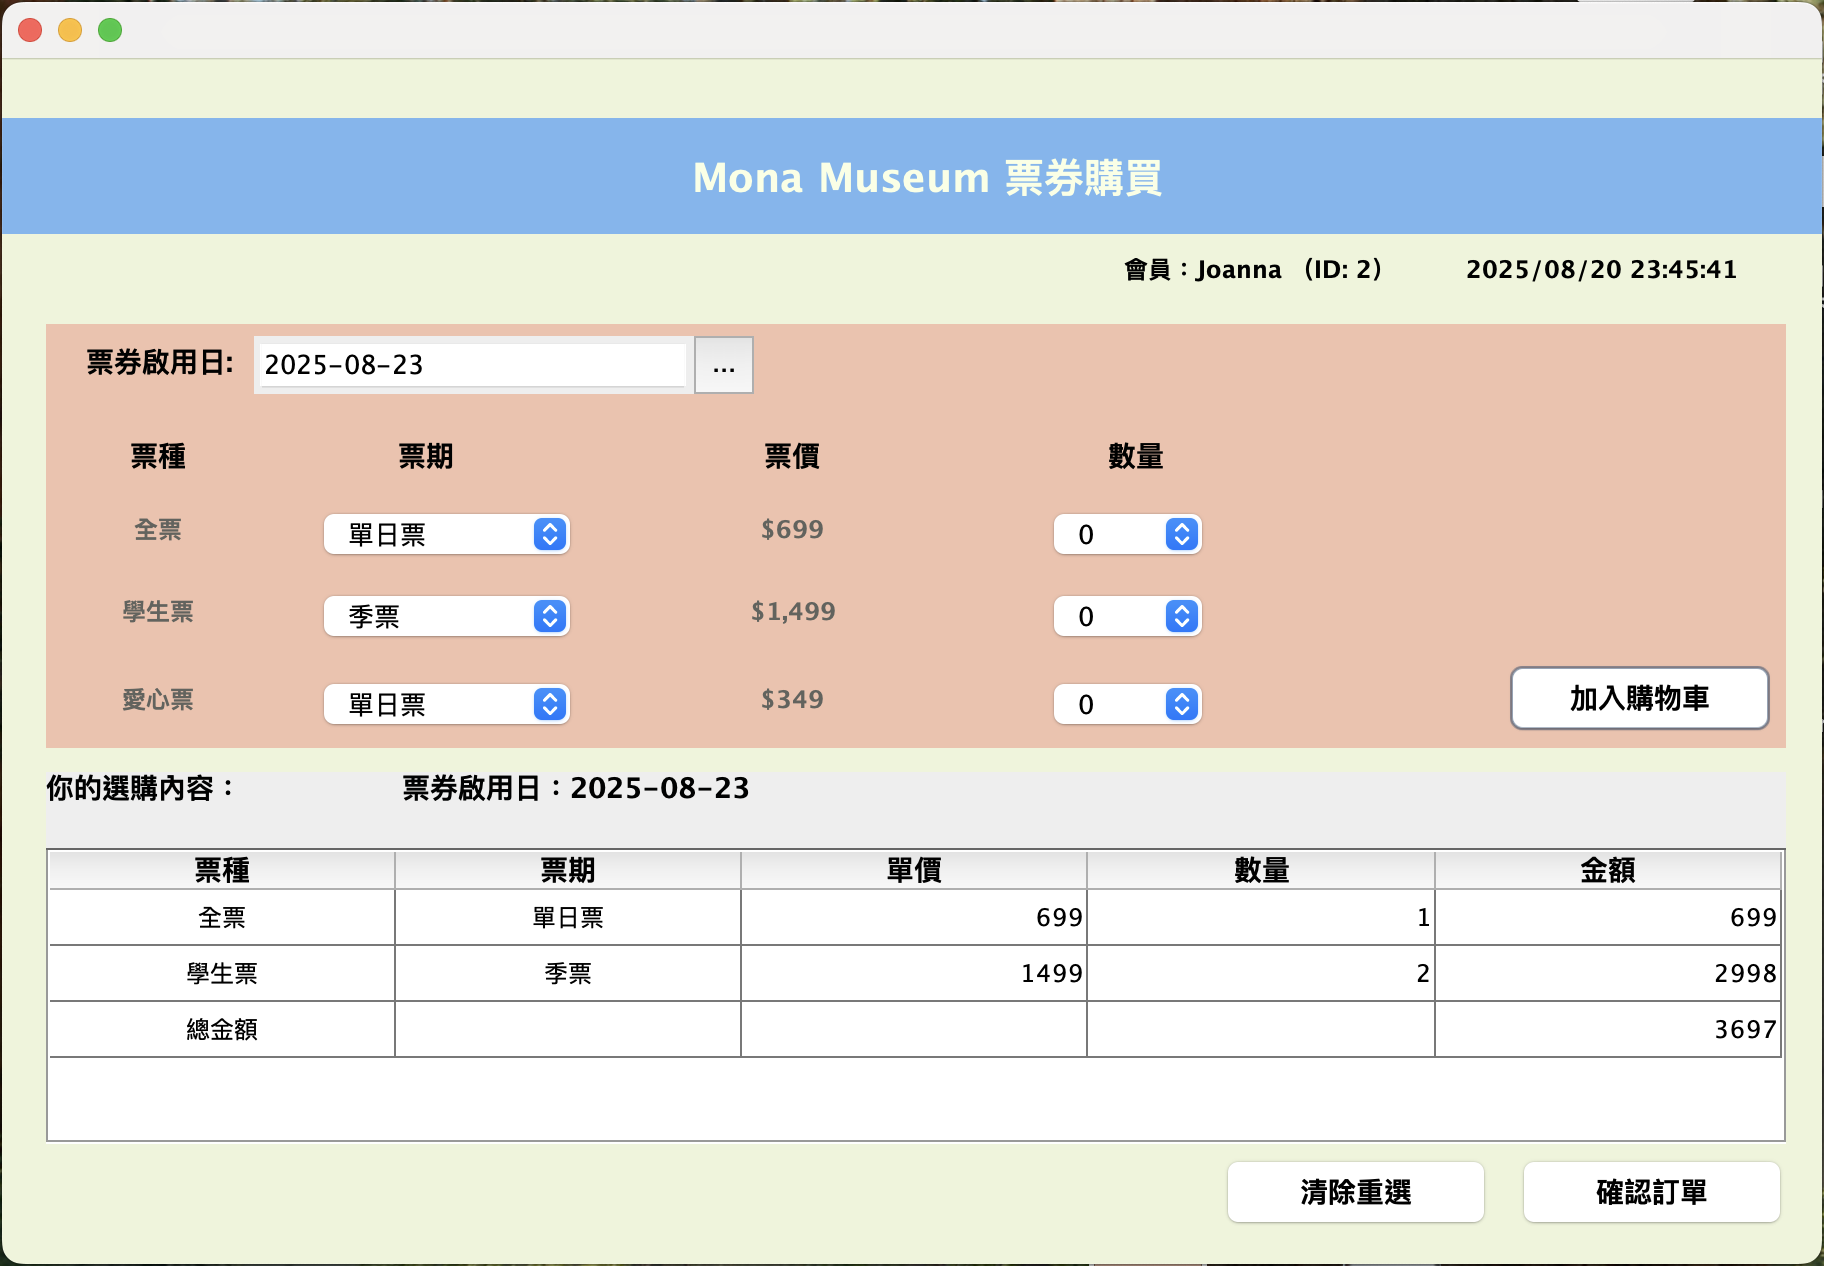 Mona Museum 票券購買
會員：Joanna （ID: 2） 2025/08/20 23:45:41
票券啟用日: 2025-08-23 ...
票種 票期 票價 數量
全票 單日票 $699 0
學生票 季票 $1,499 0
愛心票 單日票 $349 0
加入購物車
你的選購內容： 票券啟用日：2025-08-23
票種 票期 單價 數量 金額
全票 單日票 699 1 699
學生票 季票 1499 2 2998
總金額 3697
清除重選 確認訂單